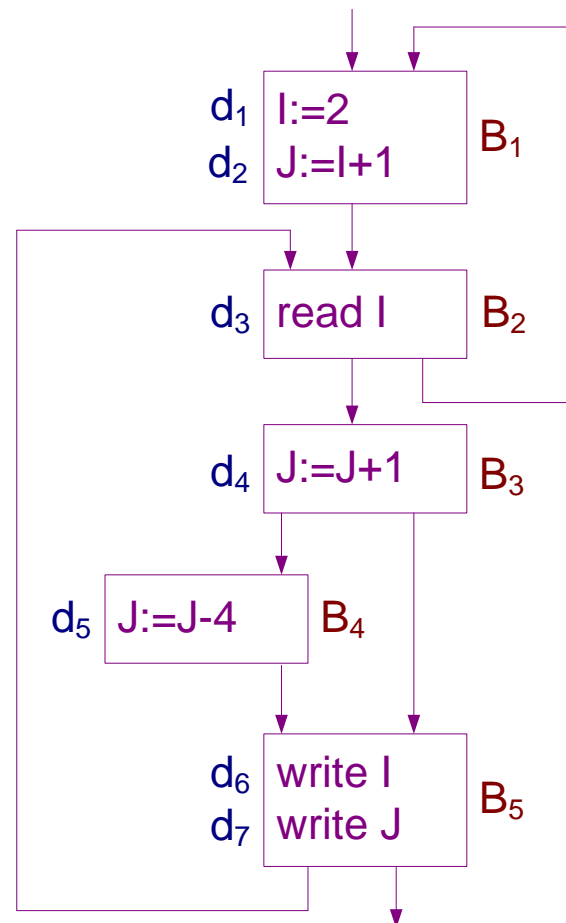 d₁ I:=2
d₂ J:=I+1
B₁
d₃ read I B₂
d₄ J:=J+1 B₃
d₅ J:=J-4 B₄
d₆ write I
d₇ write J
B₅